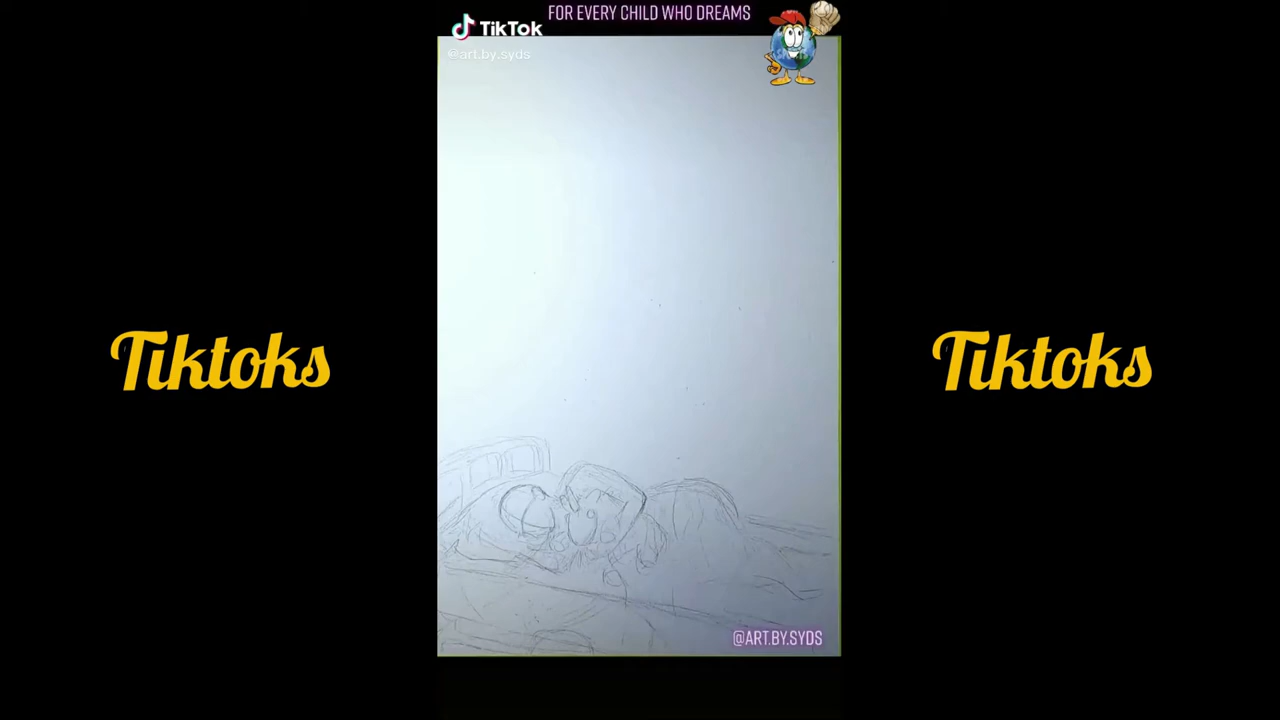 FOR EVERY CHILD WHO DREAMS
TikTok
@art.by.syds
Tiktoks
Tiktoks
@ART.BY.SYDS